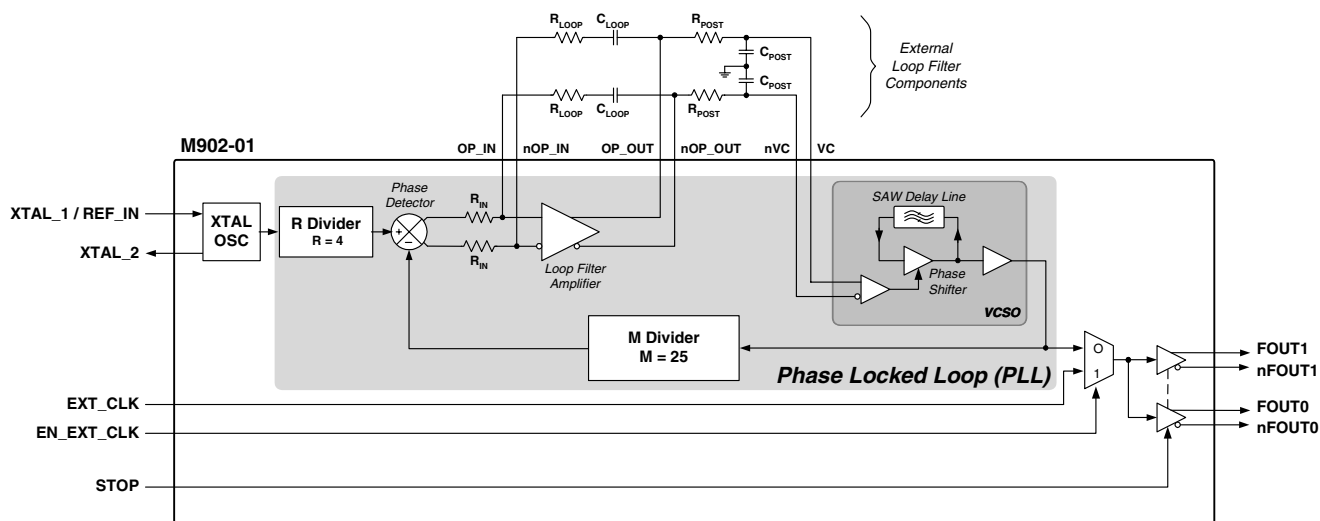 R_LOOP C_LOOP R_POST
C_POST
C_POST
R_LOOP C_LOOP R_POST
External
Loop Filter
Components
M902-01
OP_IN nOP_IN OP_OUT nOP_OUT nVC VC
XTAL_1 / REF_IN
XTAL_2
XTAL
OSC
R Divider
R = 4
Phase
Detector
+
–
R_IN
R_IN
Loop Filter
Amplifier
SAW Delay Line
Phase
Shifter
VCSO
M Divider
M = 25
Phase Locked Loop (PLL)
O
1
FOUT1
nFOUT1
FOUT0
nFOUT0
EXT_CLK
EN_EXT_CLK
STOP